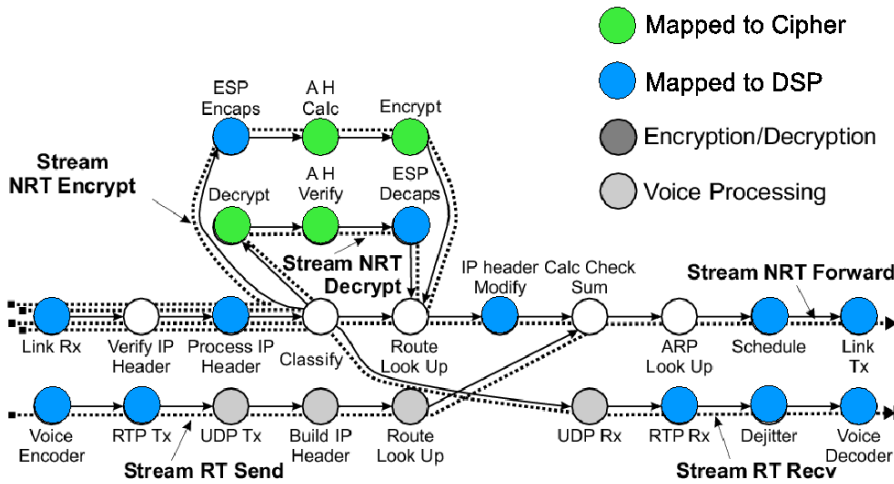 Mapped to Cipher
Mapped to DSP
Encryption/Decryption
Voice Processing
ESP
Encaps
A H
Calc
Encrypt
Stream
NRT Encrypt
Decrypt
A H
Verify
ESP
Decaps
Stream NRT
Decrypt
IP header
Modify
Calc Check
Sum
Stream NRT Forward
Link Rx
Verify IP
Header
Process IP
Header
Classify
Route
Look Up
ARP
Look Up
Schedule
Link
Tx
Voice
Encoder
RTP Tx
UDP Tx
Build IP
Header
Route
Look Up
UDP Rx
RTP Rx
Dejitter
Voice
Decoder
Stream RT Send
Stream RT Recv